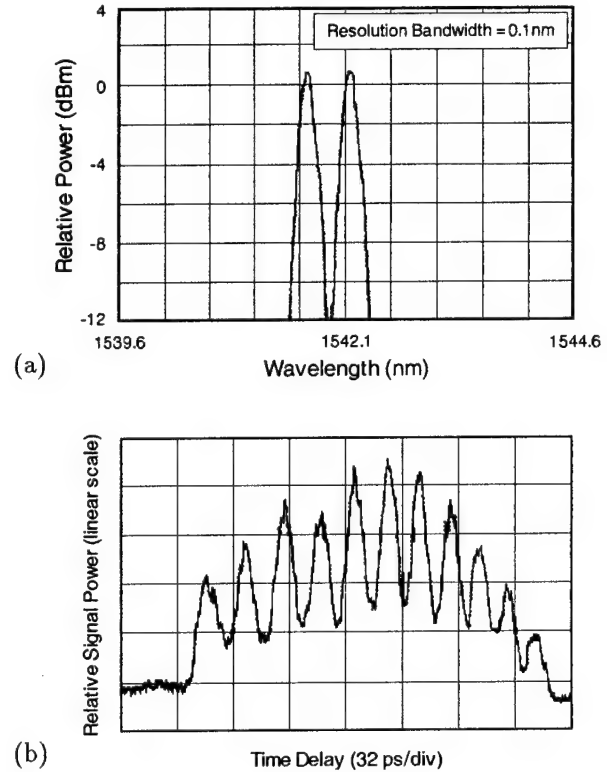 4
Resolution Bandwidth = 0.1nm
0
-4
-8
-12
Relative Power (dBm)
1539.6
1542.1
1544.6
Wavelength (nm)
(a)
Relative Signal Power (linear scale)
Time Delay (32 ps/div)
(b)